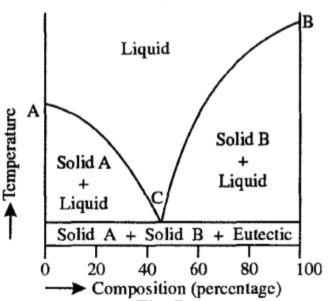 B
Liquid
A
Temperature
Solid A
+
Liquid
C
Solid B
+
Liquid
Solid A + Solid B + Eutectic
0 20 40 60 80 100
Composition (percentage)